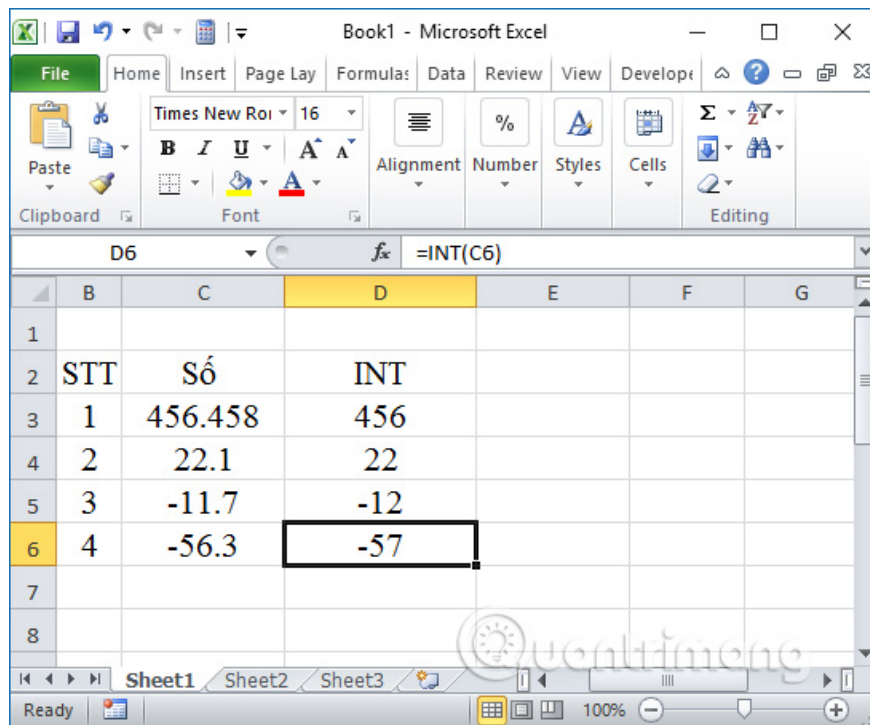 Book1 - Microsoft Excel
File Home Insert Page Lay Formulas Data Review View Develope
Times New Ror 16
Paste
B I U A A
A
Alignment Number Styles Cells
%
Σ A Z
Clipboard Font Editing
D6 fx =INT(C6)
B C D E F G
1
2 STT Số INT
3 1 456.458 456
4 2 22.1 22
5 3 -11.7 -12
6 4 -56.3 -57
7
8
Quantrimang
Sheet1 Sheet2 Sheet3
Ready 100%